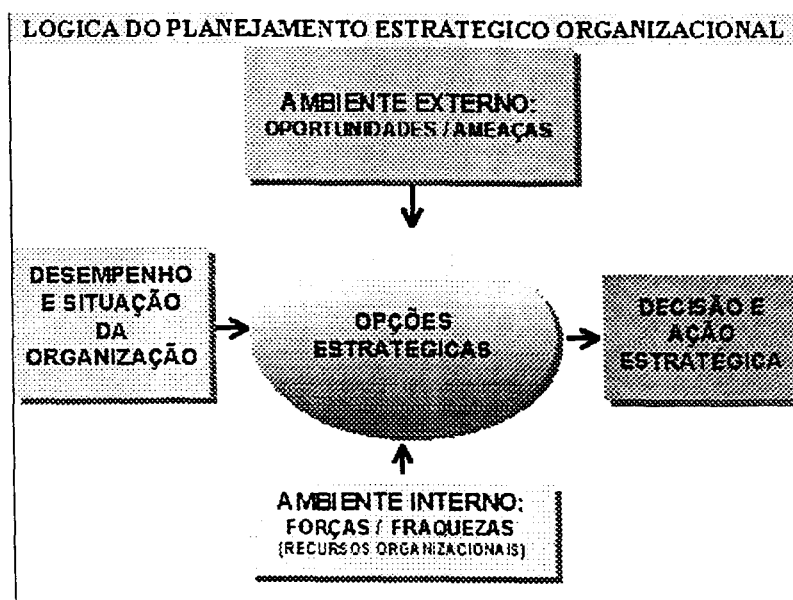 LOGICA DO PLANEJAMENTO ESTRATEGICO ORGANIZACIONAL
AMBIENTE EXTERNO:
OPORTUNIDADES / AMEAÇAS
DESEMPENHO
E SITUAÇÃO
DA
ORGANIZAÇÃO
OPÇÕES
ESTRATEGICAS
DECISÃO E
AÇÃO
ESTRATÉGICA
AMBIENTE INTERNO:
FORÇAS / FRAQUEZAS
(RECURSOS ORGANIZACIONAIS)